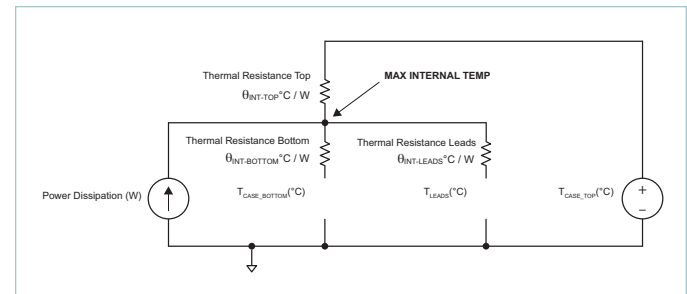 Thermal Resistance Top
θINT-TOP°C / W
MAX INTERNAL TEMP
Thermal Resistance Bottom
θINT-BOTTOM°C / W
Thermal Resistance Leads
θINT-LEADS°C / W
Power Dissipation (W)
TCASE_BOTTOM(°C)
TLEADS(°C)
TCASE_TOP(°C)
+
–